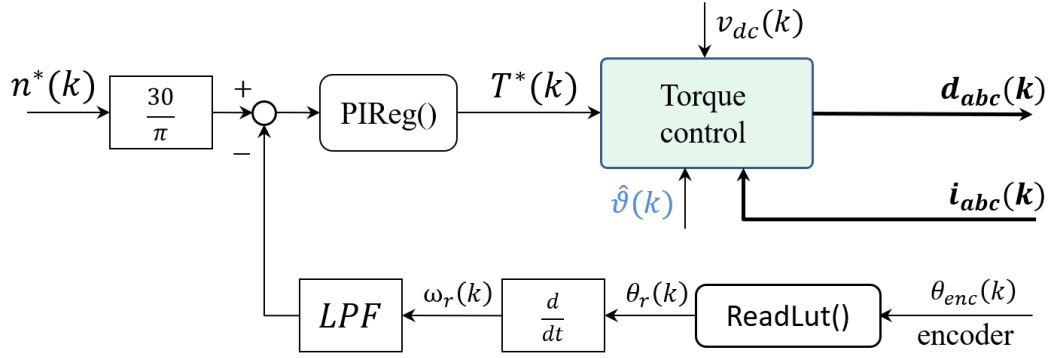 v_dc(k)
n*(k)
30
π
+
−
PIReg()
T*(k)
Torque
control
d_abc(k)
ϑ̂(k)
i_abc(k)
LPF
ω_r(k)
d
dt
θ_r(k)
ReadLut()
θ_enc(k)
encoder